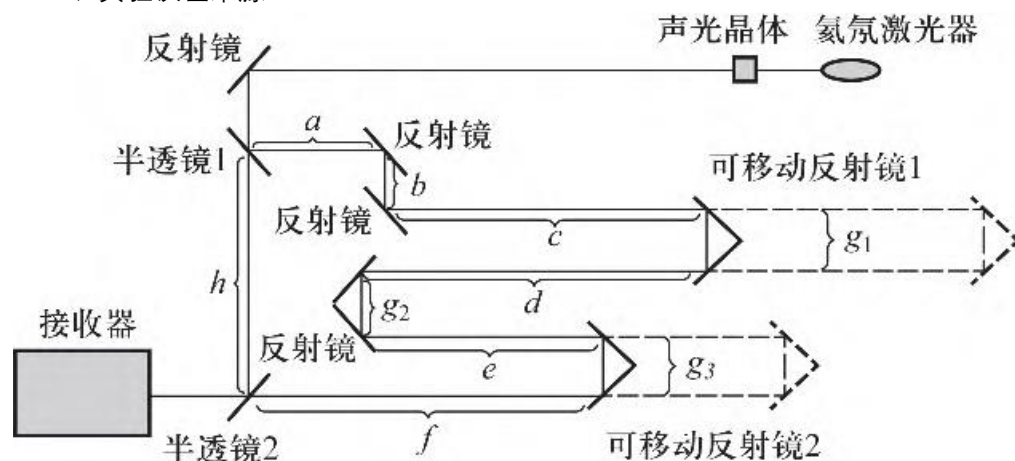 声光晶体 氦氖激光器
反射镜
a
反射镜
半透镜1
b
可移动反射镜1
反射镜
c
g₁
h
d
接收器
g₂
反射镜
e
g₃
f
半透镜2
可移动反射镜2